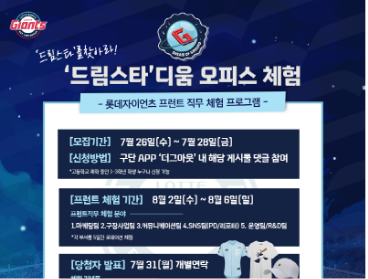 Giants
'드림스타'를 찾아라!
'드림스타'디움 오피스 체험
- 롯데자이언츠 프런트 직무 체험 프로그램 -
[모집기간] 7월 26일(수) ~ 7월 28일(금)
[신청방법] 구단 APP '더그아웃' 내 해당 게시물 댓글 참여
[프런트 체험 기간] 8월 2일(수) ~ 8월 6일(일)
프런트직무 체험 분야
1.마케팅팀 2.구장사업팀 3.커뮤니케이션팀 4.SNS팀(PD/리포터) 5. 운영팀/R&D팀
[당첨자 발표] 7월 31일(월) 개별연락